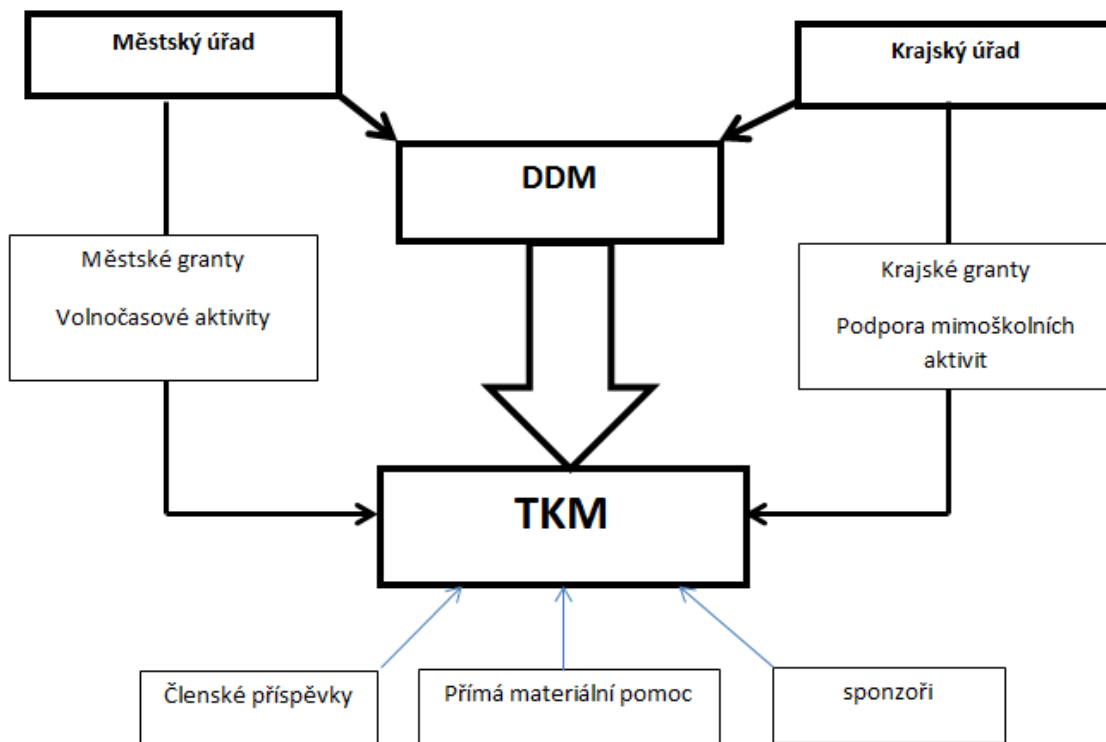 Městský úřad
Krajský úřad
DDM
Městské granty
Volnočasové aktivity
Krajské granty
Podpora mimoškolních
aktivit
TKM
Členské příspěvky
Přímá materiální pomoc
sponzoři